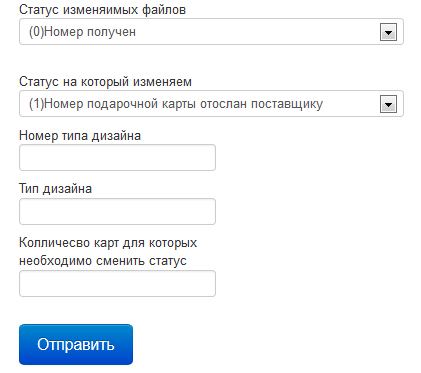 Статус изменяимых файлов
(0)Номер получен
Статус на который изменяем
(1)Номер подарочной карты отослан поставщику
Номер типа дизайна
Тип дизайна
Колличесво карт для которых
необходимо сменить статус
Отправить